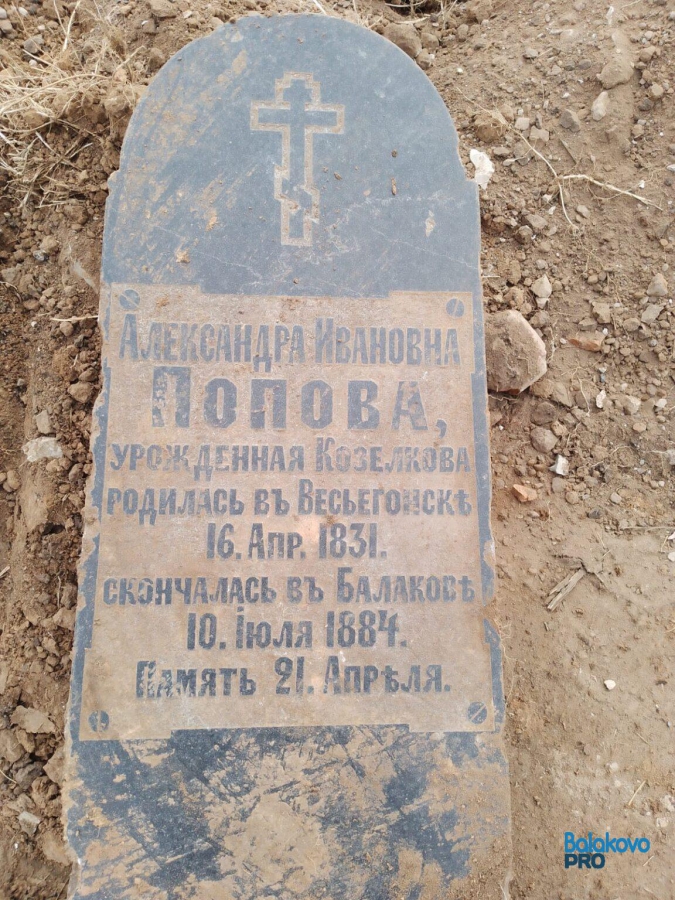 Александра Ивановна
Попова,
урожденная Козелкова
родилась въ Весьегонскѣ
16. Апр. 1831.
скончалась въ Балаковѣ
10. Іюля 1884.
Память 21. Апрѣля.
Balakovo
PRO